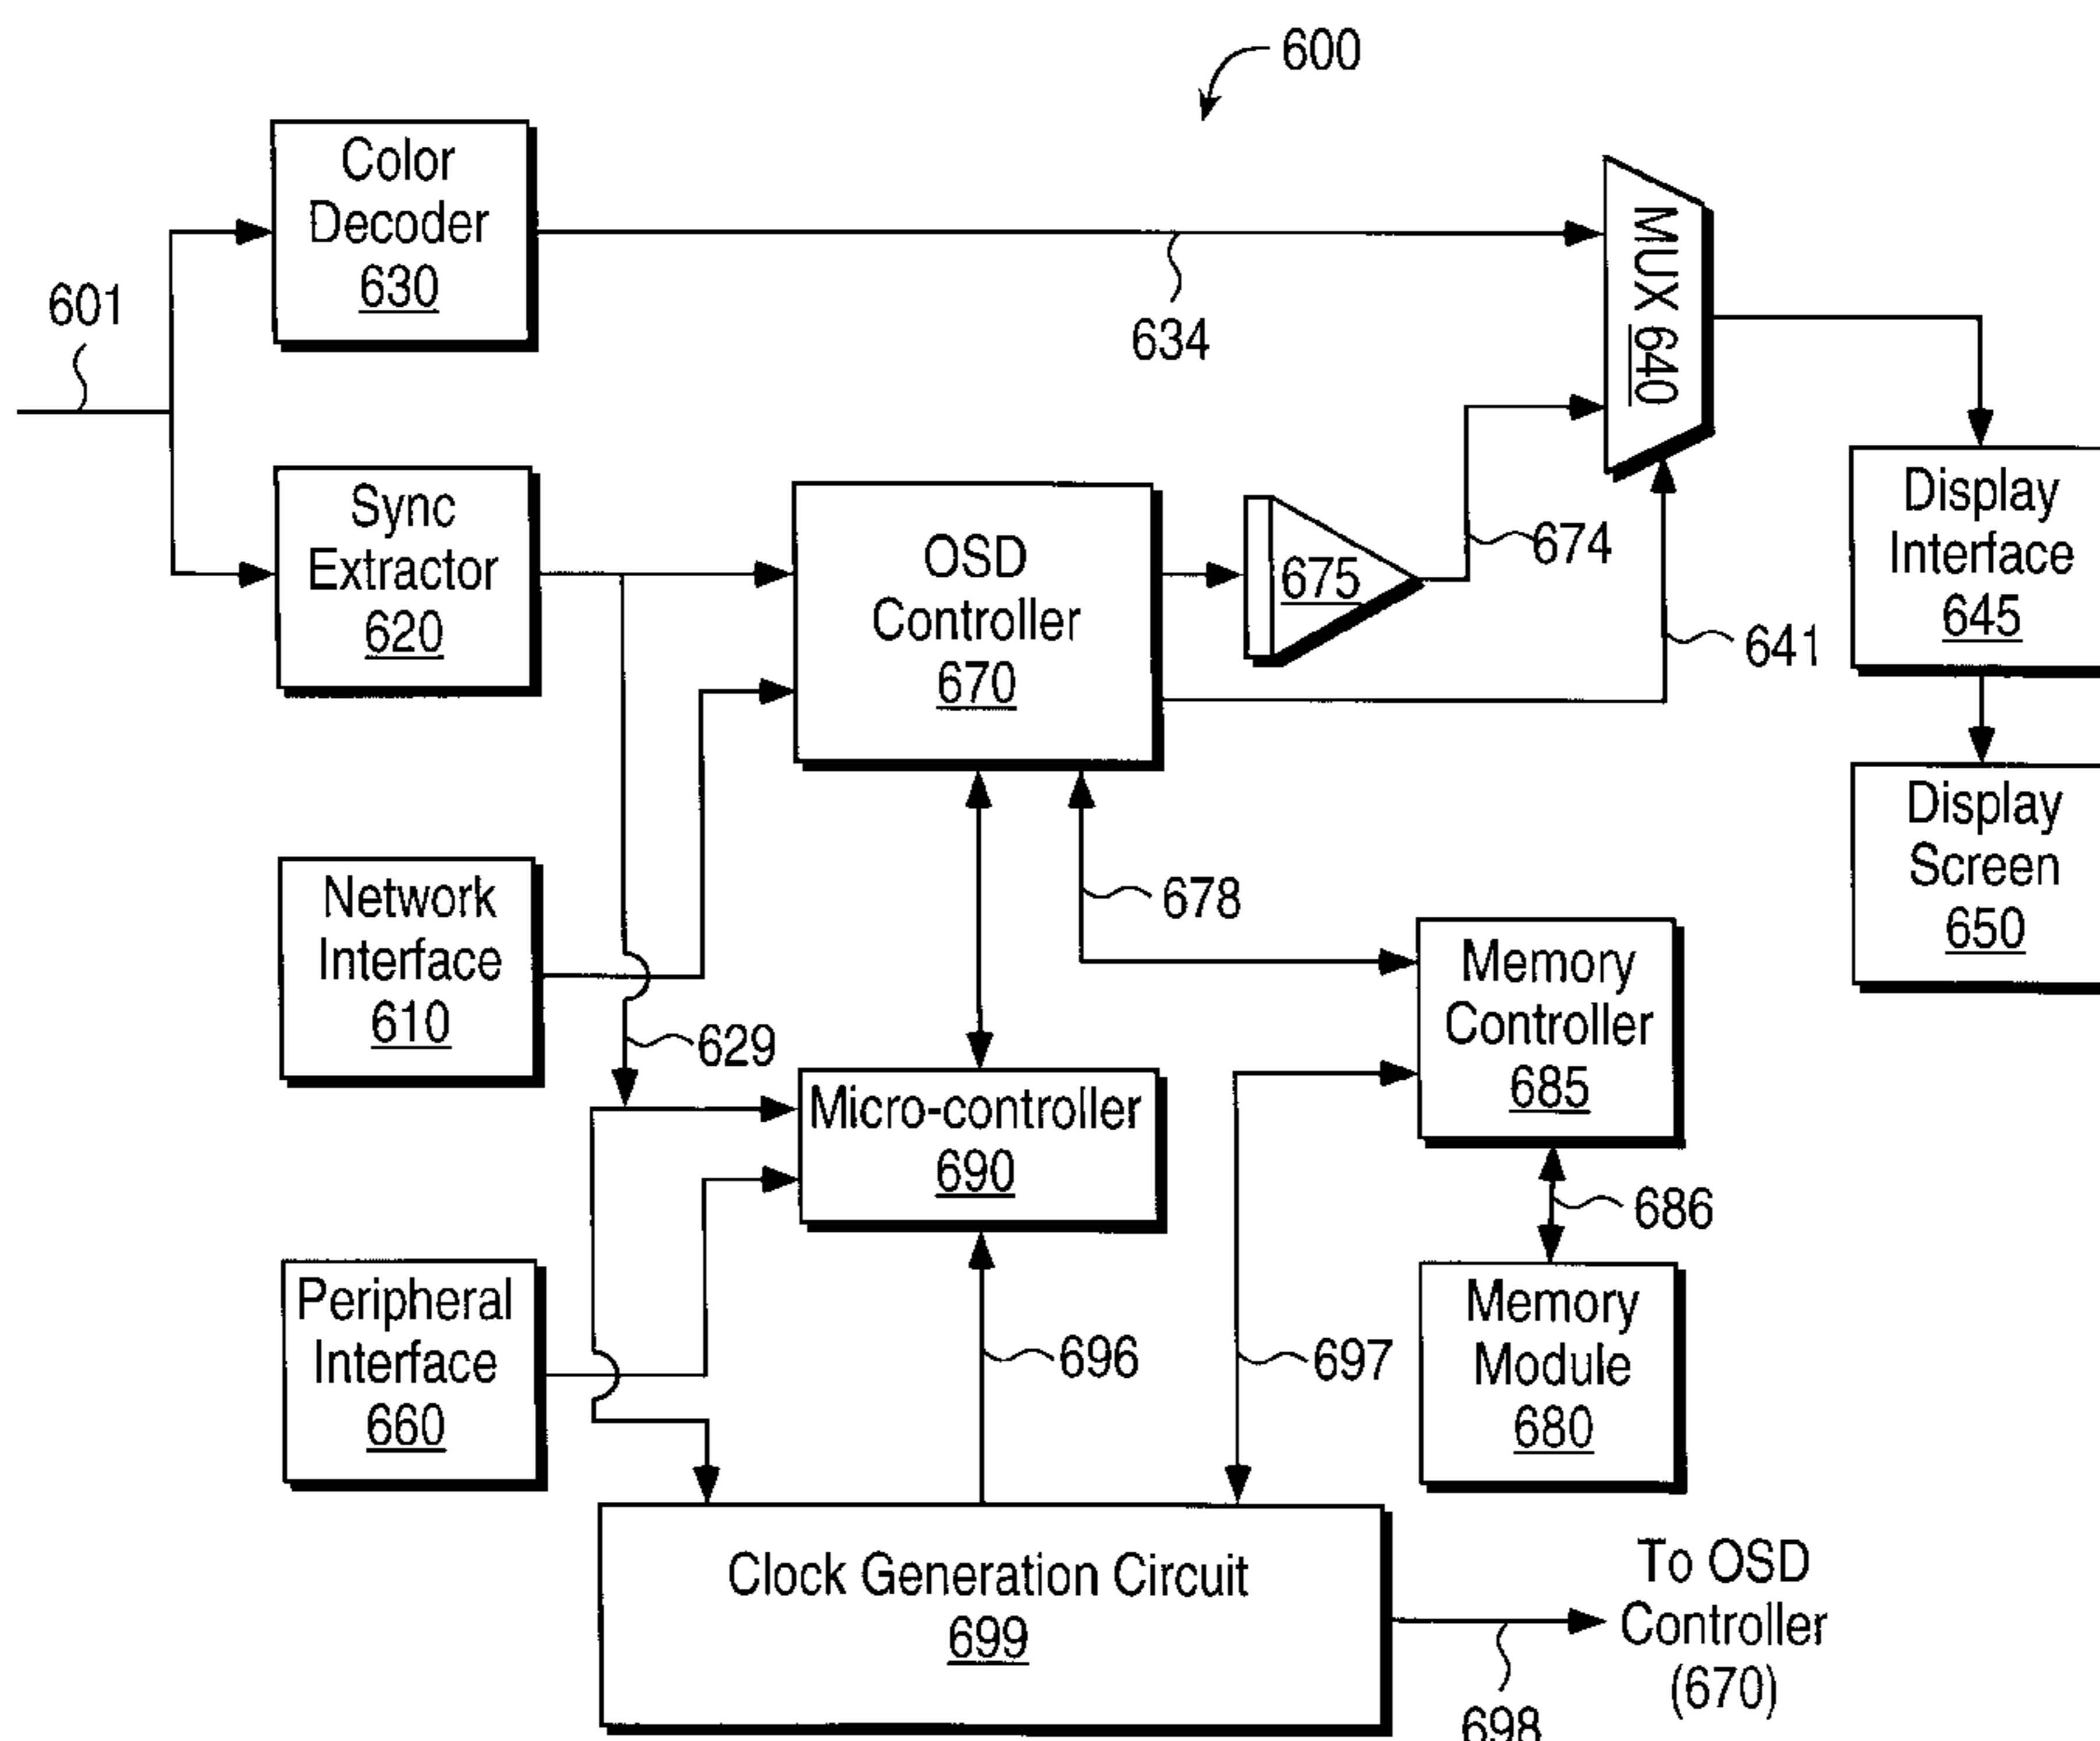 600
Color
Decoder
630
601
634
MUX 640
Sync
Extractor
620
OSD
Controller
670
675
674
641
Display
Interface
645
Display
Screen
650
Network
Interface
610
678
629
Memory
Controller
685
Micro-controller
690
686
Peripheral
Interface
660
696
697
Memory
Module
680
Clock Generation Circuit
699
To OSD
Controller
(670)
698